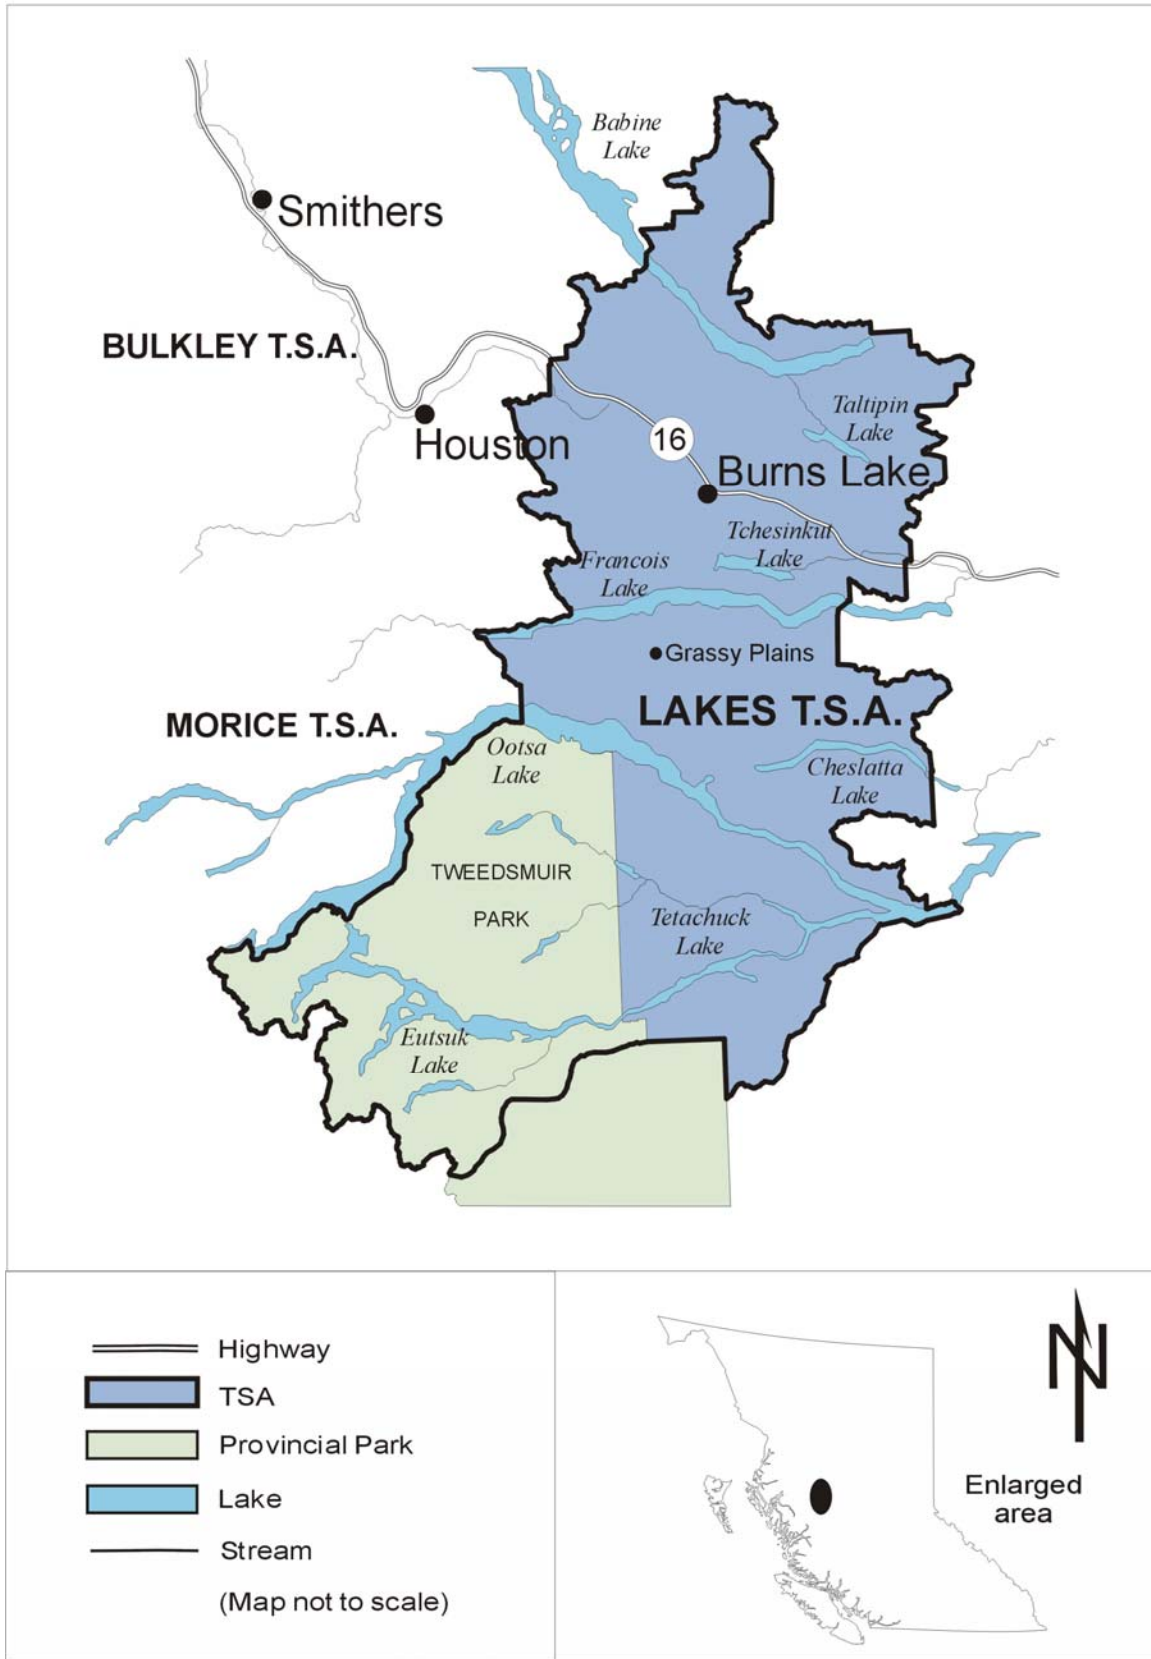 Babine
Lake
Smithers
BULKLEY T.S.A.
Taltipin
Lake
Houston
16
Burns Lake
Tchesinkut
Lake
Francois
Lake
Grassy Plains
LAKES T.S.A.
MORICE T.S.A.
Ootsa
Lake
Cheslatta
Lake
TWEEDSMUIR
PARK
Tetachuck
Lake
Eutsuk
Lake
Highway
TSA
Provincial Park
Lake
Stream
(Map not to scale)
N
Enlarged
area